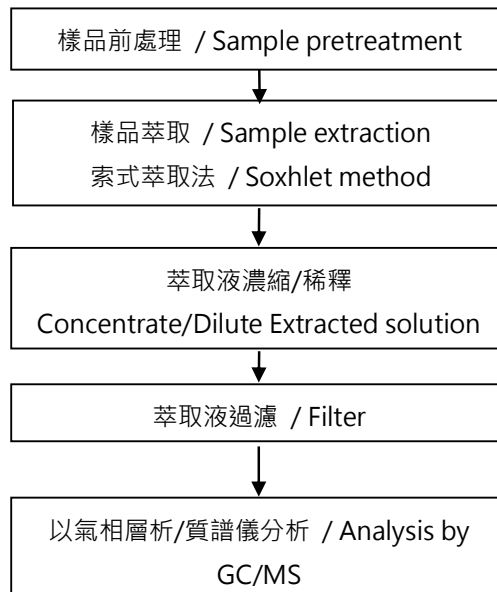 樣品前處理 / Sample pretreatment
樣品萃取 / Sample extraction
索式萃取法 / Soxhlet method
萃取液濃縮/稀釋
Concentrate/Dilute Extracted solution
萃取液過濾 / Filter
以氣相層析/質譜儀分析 / Analysis by
GC/MS